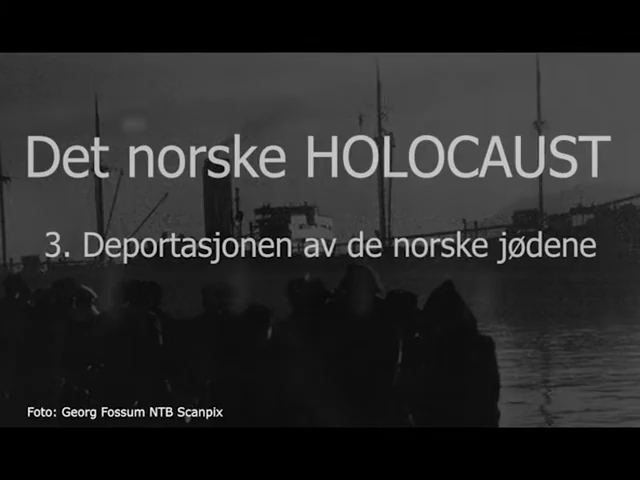 Det norske HOLOCAUST
3. Deportasjonen av de norske jødene
Foto: Georg Fossum NTB Scanpix